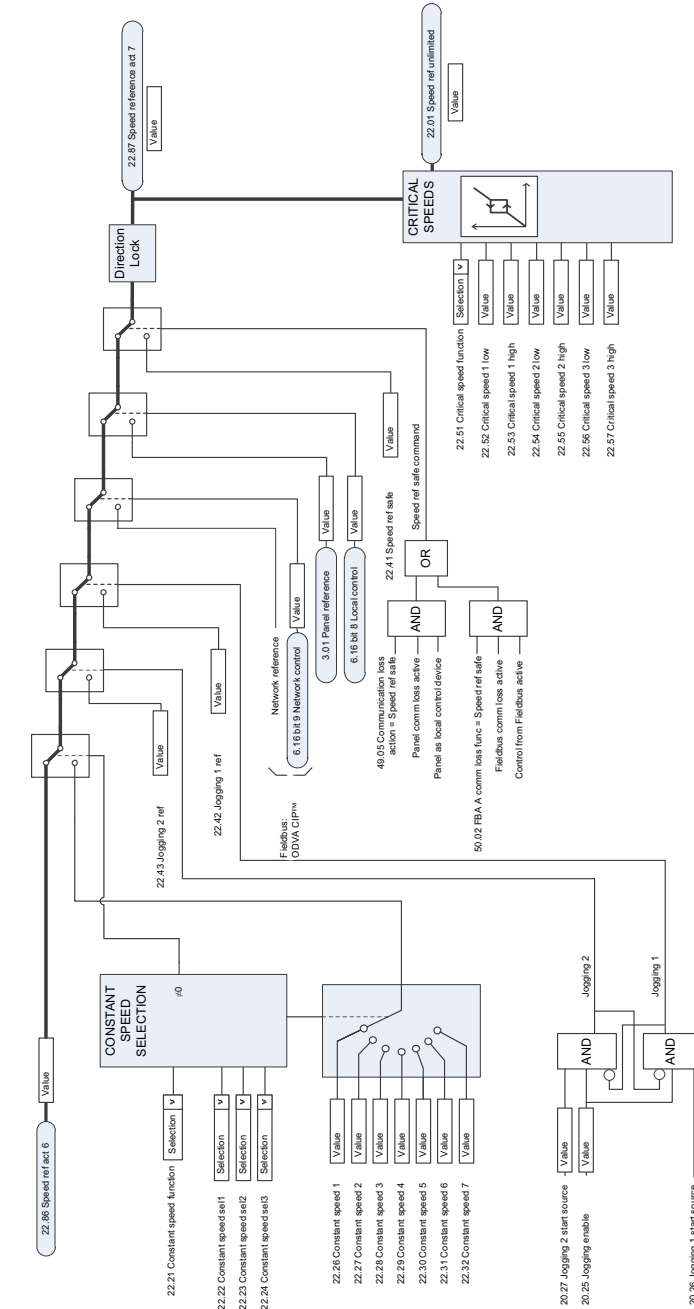 22.86 Speed ref act 6
Value
22.21 Constant speed function
Selection
v
22.22 Constant speed sel1
Selection
v
22.23 Constant speed sel2
Selection
v
22.24 Constant speed sel3
Selection
v
CONSTANT
SPEED
SELECTION
≠0
22.26 Constant speed 1
Value
22.27 Constant speed 2
Value
22.28 Constant speed 3
Value
22.29 Constant speed 4
Value
22.30 Constant speed 5
Value
22.31 Constant speed 6
Value
22.32 Constant speed 7
Value
20.27 Jogging 2 start source
Value
20.25 Jogging enable
Value
20.26 Jogging 1 start source
AND
Jogging 2
AND
Jogging 1
22.43 Jogging 2 ref
Value
22.42 Jogging 1 ref
Value
Fieldbus:
ODVA CIP™
Network reference
6.16 bit 9 Network control
Value
3.01 Panel reference
Value
6.16 bit 8 Local control
Value
22.41 Speed ref safe
Value
49.05 Communication loss
action = Speed ref safe
Panel comm loss active
Panel as local control device
AND
50.02 FBA A comm loss func = Speed ref safe
Fieldbus comm loss active
Control from Fieldbus active
AND
OR
Speed ref safe command
Direction
Lock
22.87 Speed reference act 7
Value
CRITICAL
SPEEDS
22.51 Critical speed function
Selection
v
22.52 Critical speed 1 low
Value
22.53 Critical speed 1 high
Value
22.54 Critical speed 2 low
Value
22.55 Critical speed 2 high
Value
22.56 Critical speed 3 low
Value
22.57 Critical speed 3 high
Value
22.01 Speed ref unlimited
Value